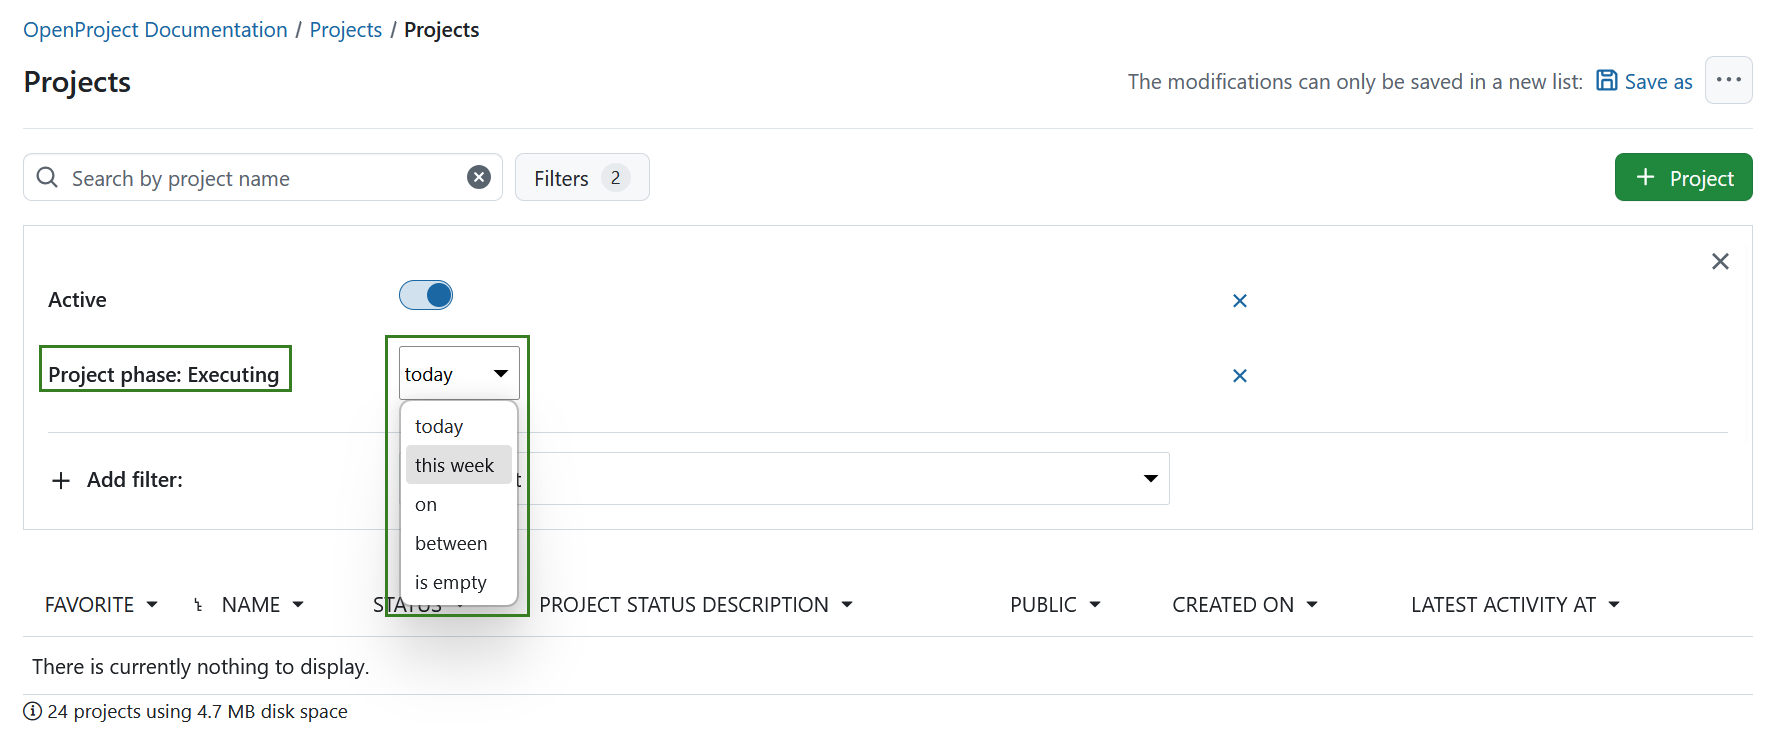 OpenProject Documentation / Projects / Projects
Projects
The modifications can only be saved in a new list: Save as
Search by project name
Filters 2
+ Project
Active
Project phase: Executing
today
today
this week
on
between
is empty
+ Add filter:
FAVORITE NAME STATUS PROJECT STATUS DESCRIPTION PUBLIC CREATED ON LATEST ACTIVITY AT
There is currently nothing to display.
24 projects using 4.7 MB disk space